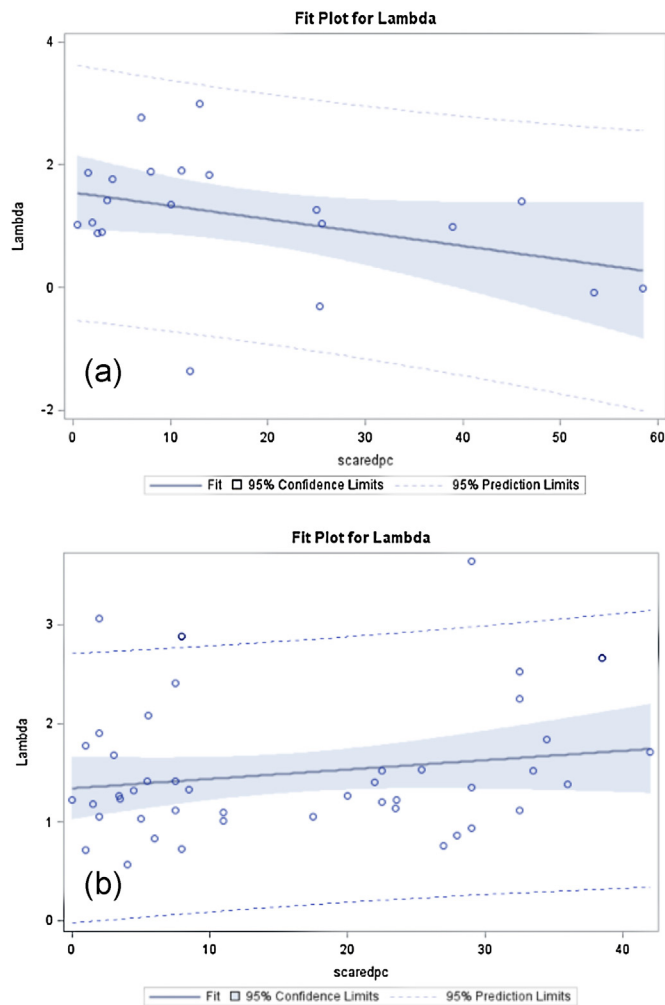 Fit Plot for Lambda
4
2
0
-2
Lambda
(a)
0 10 20 30 40 50 60
scaredpc
Fit 95% Confidence Limits 95% Prediction Limits
Fit Plot for Lambda
3
2
1
0
Lambda
(b)
0 10 20 30 40
scaredpc
Fit 95% Confidence Limits 95% Prediction Limits